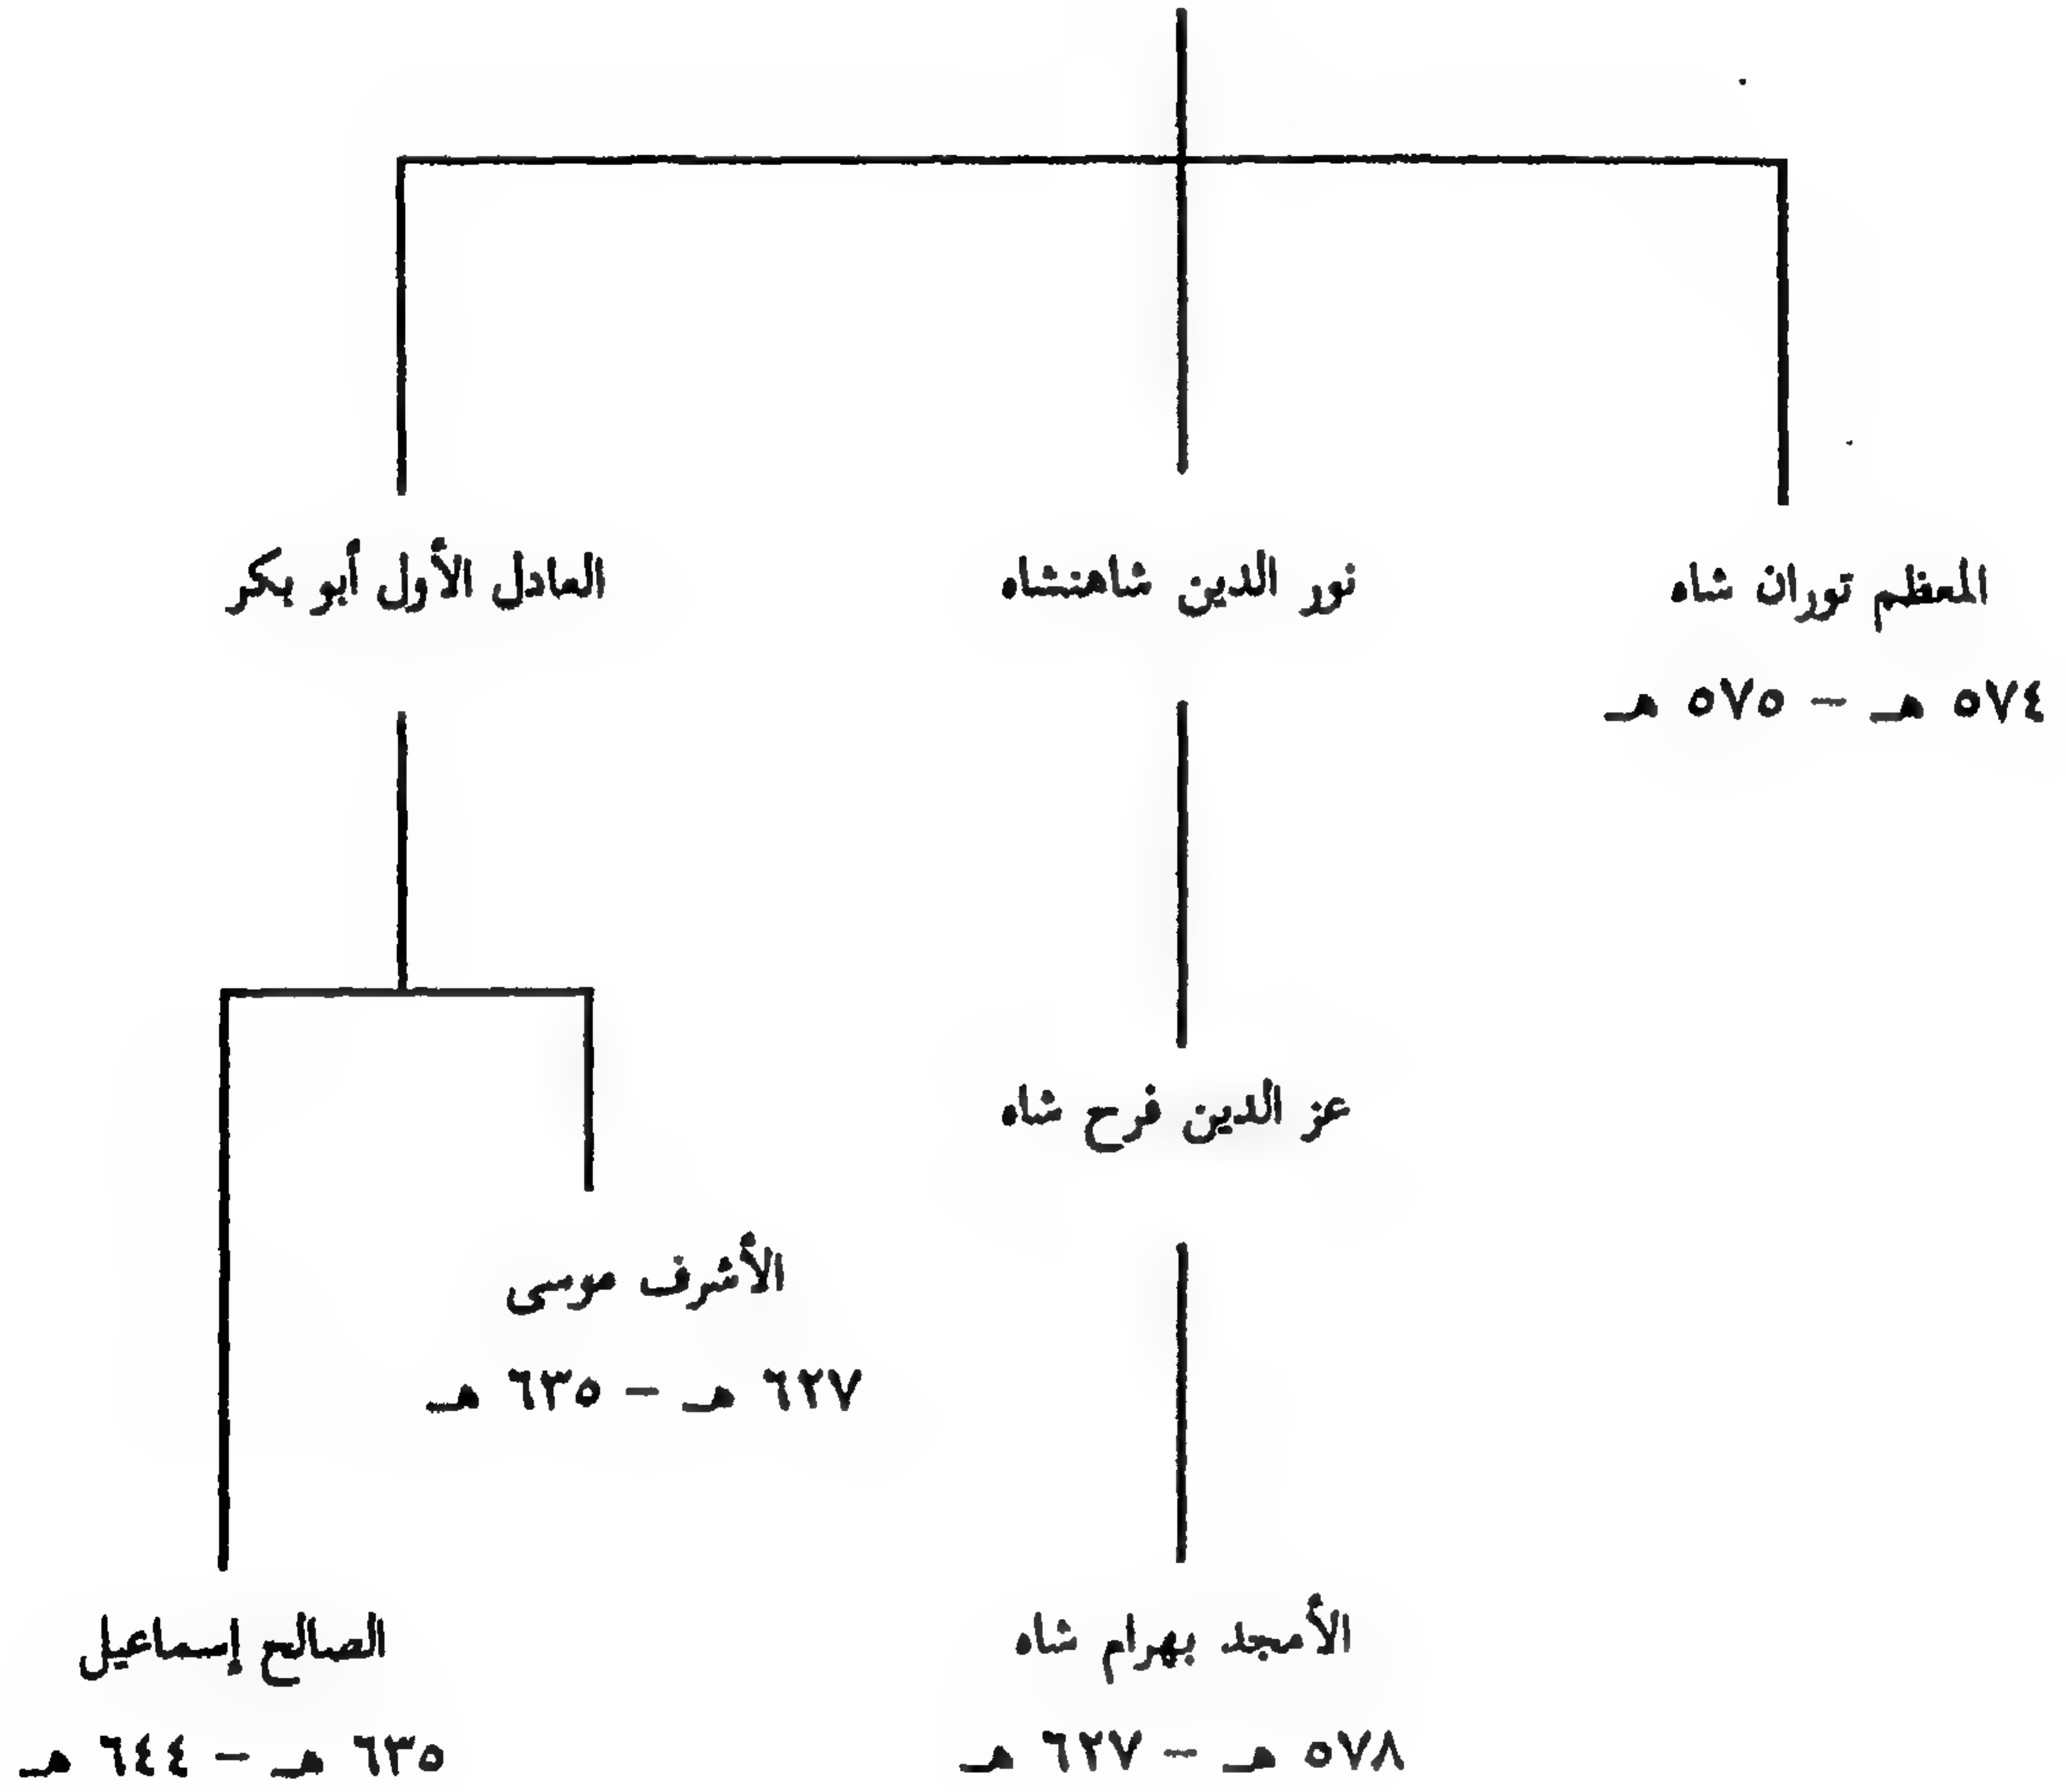 المعظم توران شاه
٥٧٤ هـ - ٥٧٥ هـ
نور الدين شاهنشاه
العادل الأول أبو بكر
عز الدين فرح شاه
الأشرف موسى
٦٢٧ هـ - ٦٣٥ هـ
الأمجد بهرام شاه
٥٧٨ هـ - ٦٢٧ هـ
الصالح إسماعيل
٦٣٥ هـ - ٦٤٤ هـ